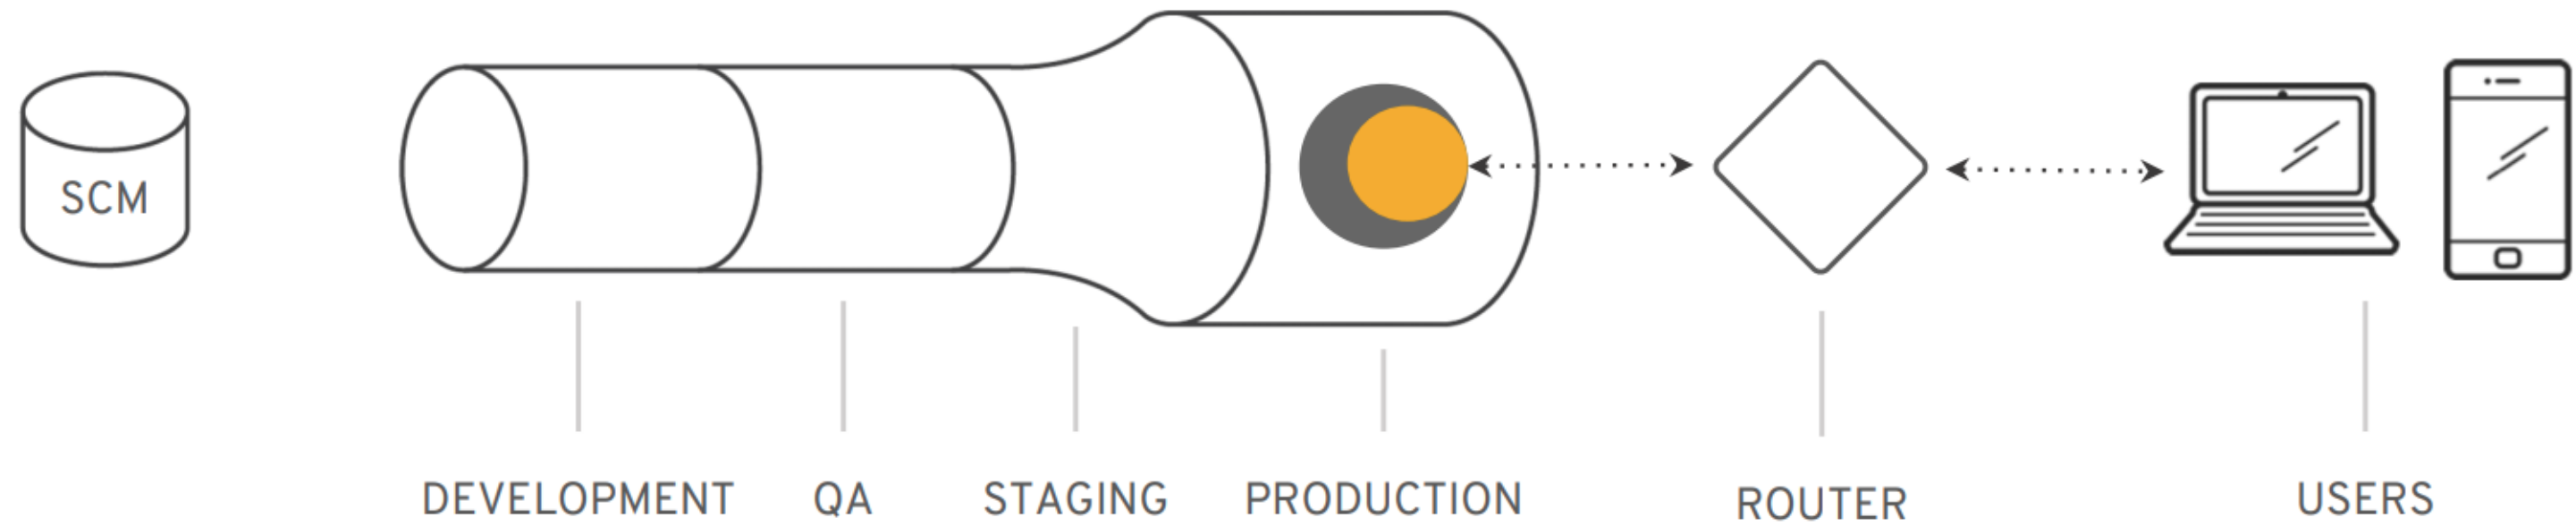 SCM
DEVELOPMENT
QA
STAGING
PRODUCTION
ROUTER
USERS